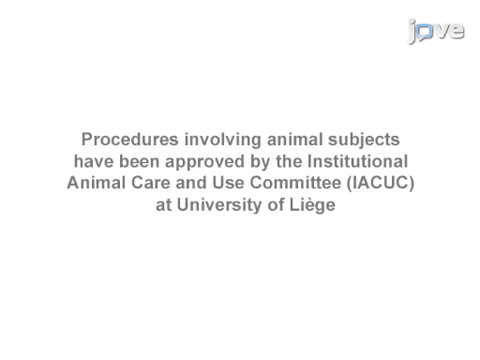 jove
Procedures involving animal subjects
have been approved by the Institutional
Animal Care and Use Committee (IACUC)
at University of Liège